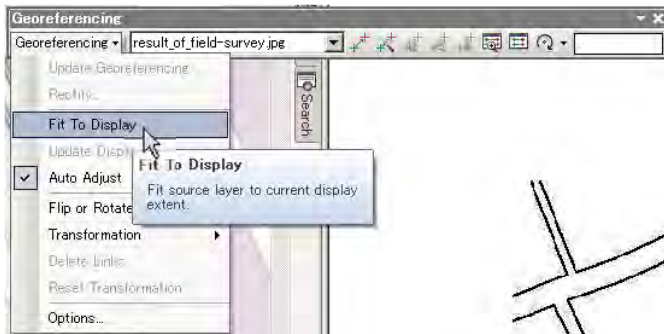 Georeferencing
Georeferencing result_of_field-survey.jpg
Update Georeferencing
Rectify...
Search
Fit To Display
Update Displ
Fit To Display
Auto Adjust
Fit source layer to current display
extent.
Flip or Rotate
Transformation
Delete Links
Reset Transformation
Options...